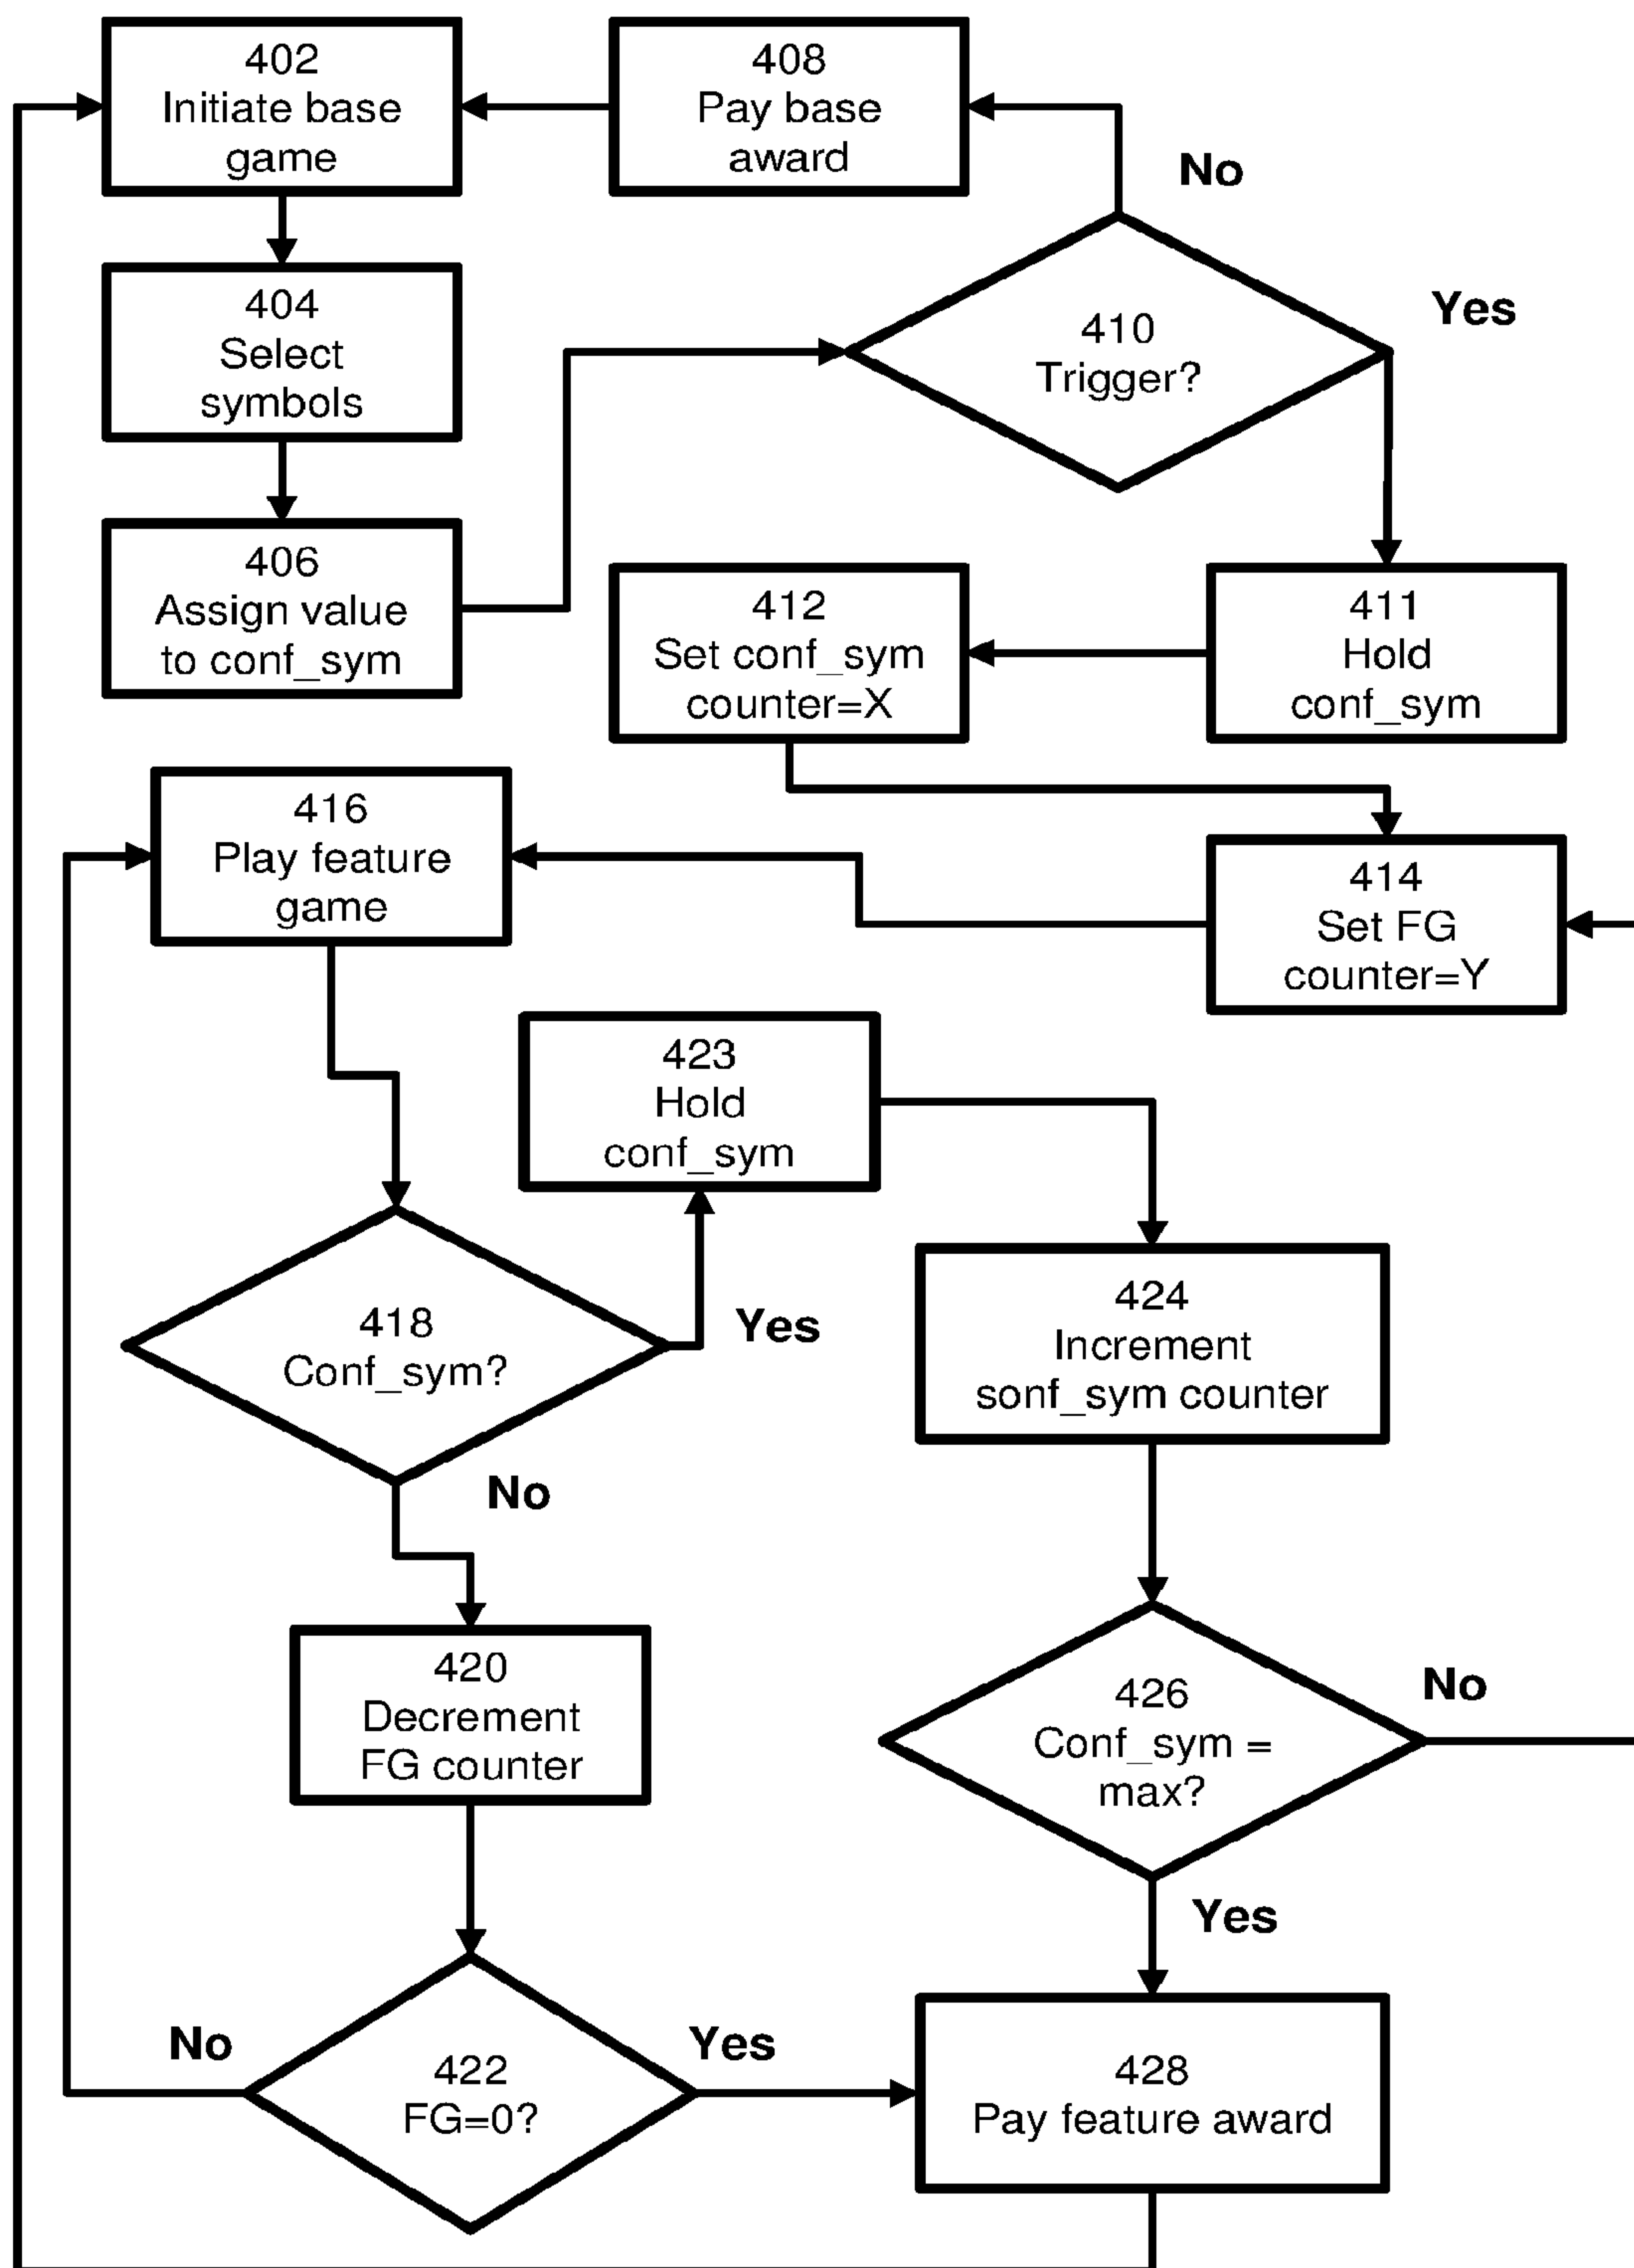 402
Initiate base
game
408
Pay base
award
No
404
Select
symbols
410
Trigger?
Yes
406
Assign value
to conf_sym
412
Set conf_sym
counter=X
411
Hold
conf_sym
416
Play feature
game
414
Set FG
counter=Y
423
Hold
conf_sym
418
Conf_sym?
Yes
No
424
Increment
sonf_sym counter
420
Decrement
FG counter
426
Conf_sym =
max?
No
Yes
422
FG=0?
No
Yes
428
Pay feature award